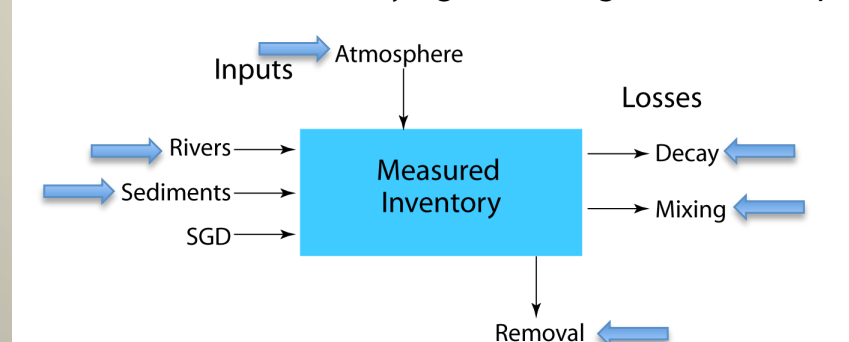 Atmosphere
Inputs
Losses
Rivers
Decay
Measured
Inventory
Sediments
Mixing
SGD
Removal